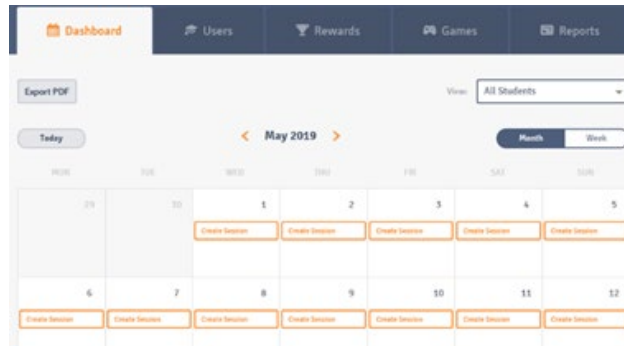 Dashboard Users Rewards Games Reports
Export PDF View: All Students
Today < May 2019 > Month Week
MON TUE WED THU FRI SAT SUN
29 30 1 2 3 4 5
Create Session Create Session Create Session Create Session Create Session
6 7 8 9 10 11 12
Create Session Create Session Create Session Create Session Create Session Create Session Create Session